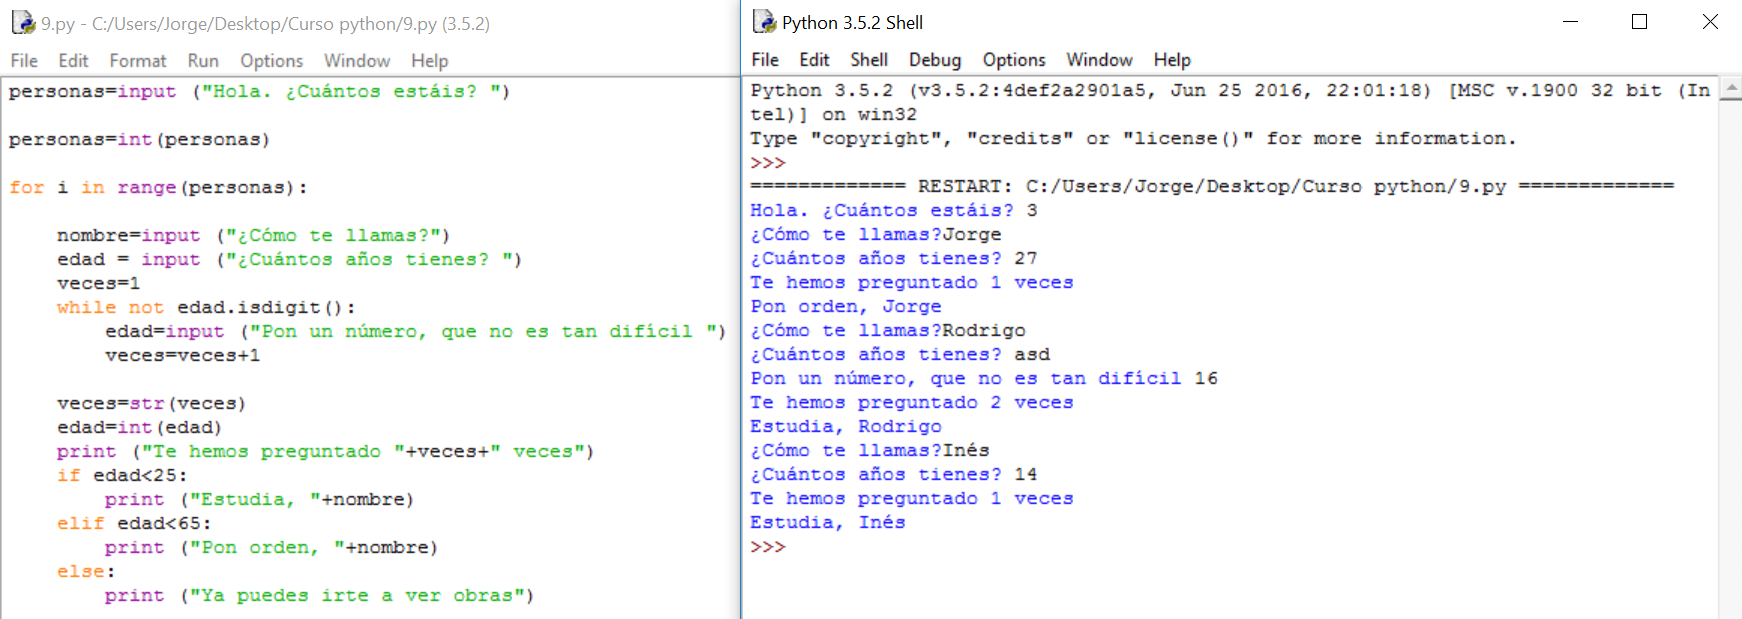 9.py - C:/Users/Jorge/Desktop/Curso python/9.py (3.5.2)
File Edit Format Run Options Window Help
personas=input ("Hola. ¿Cuántos estáis? ")
personas=int(personas)
for i in range(personas):
    nombre=input ("¿Cómo te llamas?")
    edad = input ("¿Cuántos años tienes? ")
    veces=1
    while not edad.isdigit():
        edad=input ("Pon un número, que no es tan difícil ")
        veces=veces+1
    veces=str(veces)
    edad=int(edad)
    print ("Te hemos preguntado "+veces+" veces")
    if edad<25:
        print ("Estudia, "+nombre)
    elif edad<65:
        print ("Pon orden, "+nombre)
    else:
        print ("Ya puedes irte a ver obras")
Python 3.5.2 Shell
File Edit Shell Debug Options Window Help
Python 3.5.2 (v3.5.2:4def2a2901a5, Jun 25 2016, 22:01:18) [MSC v.1900 32 bit (In
tel)] on win32
Type "copyright", "credits" or "license()" for more information.
>>>
============= RESTART: C:/Users/Jorge/Desktop/Curso python/9.py =============
Hola. ¿Cuántos estáis? 3
¿Cómo te llamas?Jorge
¿Cuántos años tienes? 27
Te hemos preguntado 1 veces
Pon orden, Jorge
¿Cómo te llamas?Rodrigo
¿Cuántos años tienes? asd
Pon un número, que no es tan difícil 16
Te hemos preguntado 2 veces
Estudia, Rodrigo
¿Cómo te llamas?Inés
¿Cuántos años tienes? 14
Te hemos preguntado 1 veces
Estudia, Inés
>>>